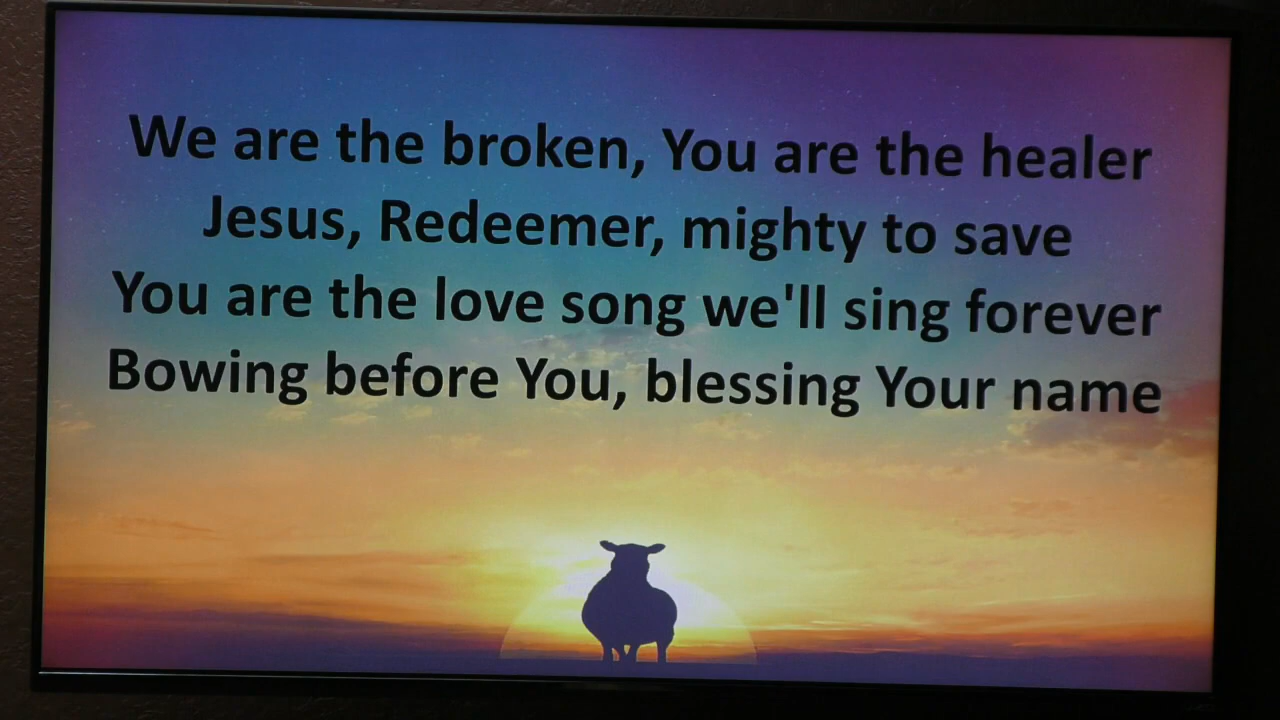 We are the broken, You are the healer
Jesus, Redeemer, mighty to save
You are the love song we'll sing forever
Bowing before You, blessing Your name